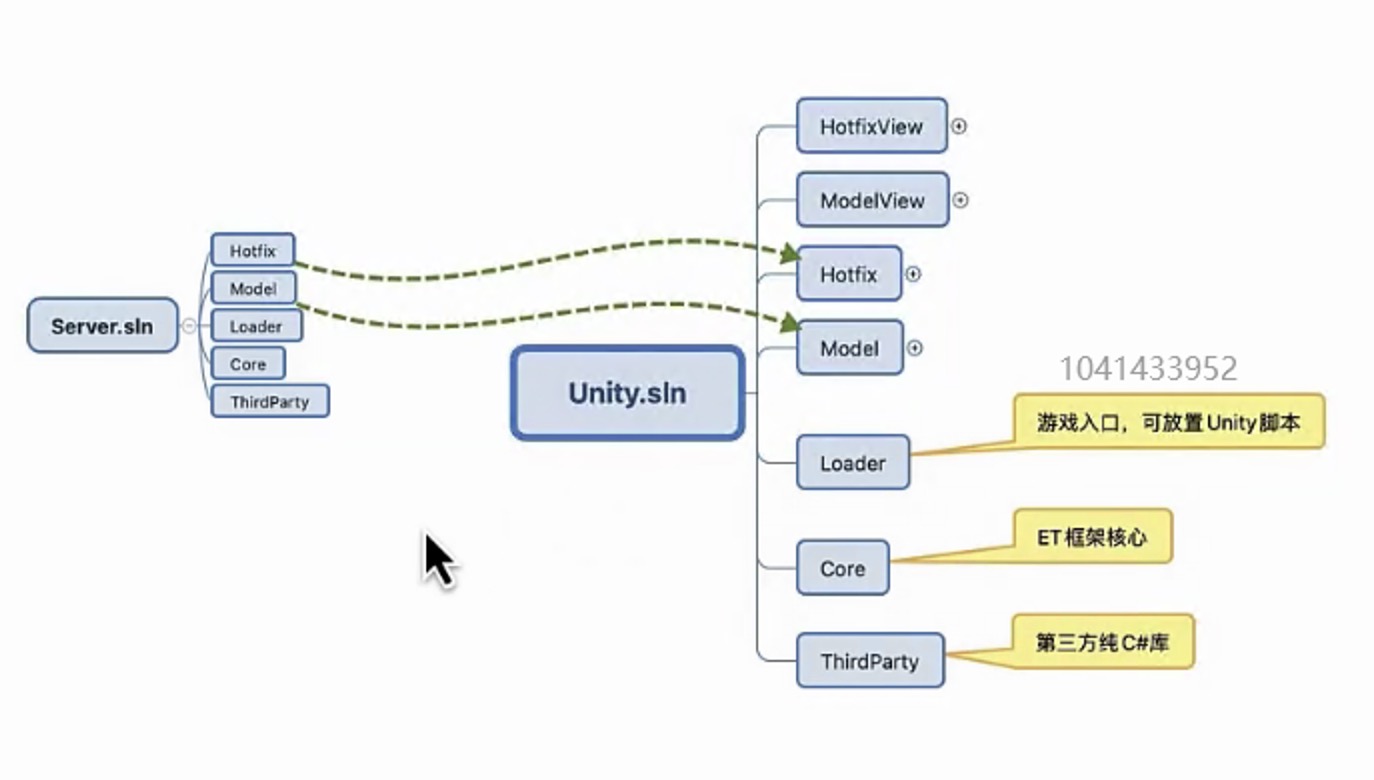 Server.sln
Hotfix
Model
Loader
Core
ThirdParty
Unity.sln
HotfixView
ModelView
Hotfix
Model
1041433952
Loader
游戏入口，可放置Unity脚本
Core
ET框架核心
ThirdParty
第三方纯C#库